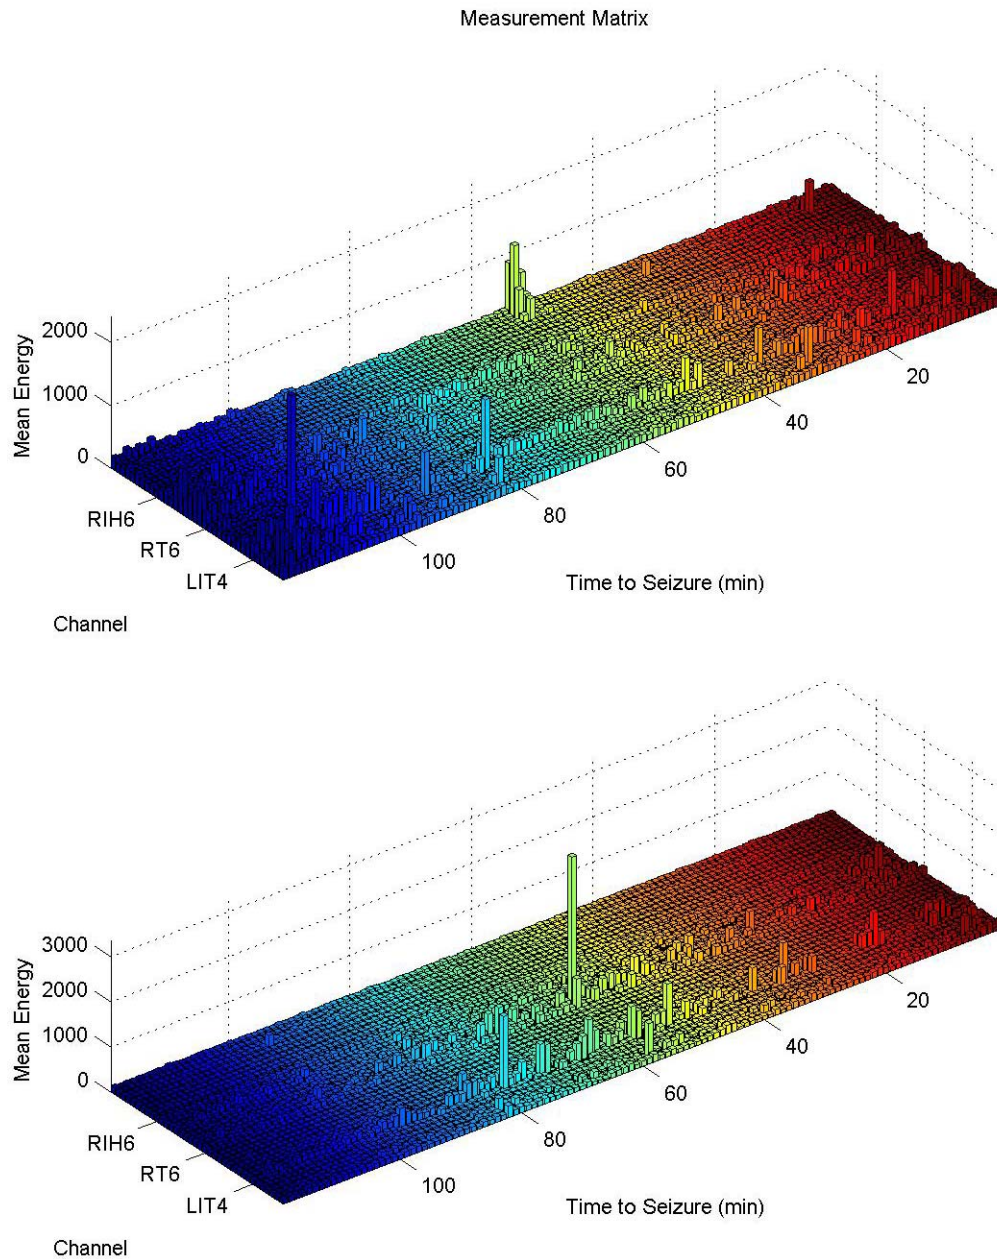 Measurement Matrix
2000
1000
0
Mean Energy
RIH6
RT6
LIT4
Channel
100
80
60
40
20
Time to Seizure (min)
3000
2000
1000
0
Mean Energy
RIH6
RT6
LIT4
Channel
100
80
60
40
20
Time to Seizure (min)